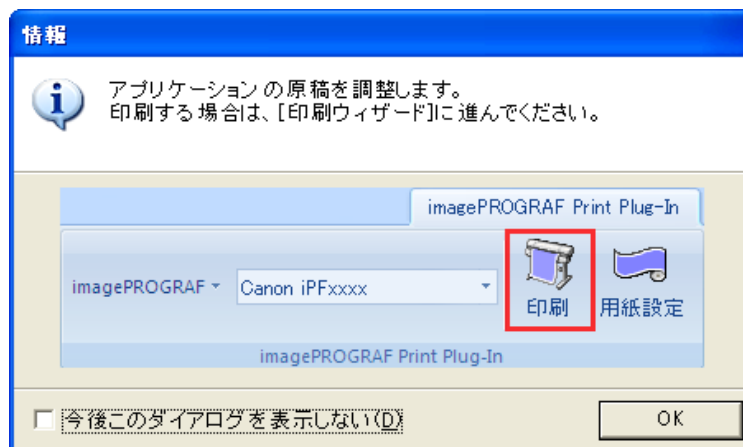 情報
アプリケーションの原稿を調整します。
印刷する場合は、[印刷ウィザード]に進んでください。
imagePROGRAF Print Plug-In
imagePROGRAF
Canon iPFxxxx
印刷
用紙設定
imagePROGRAF Print Plug-In
今後このダイアログを表示しない(D)
OK